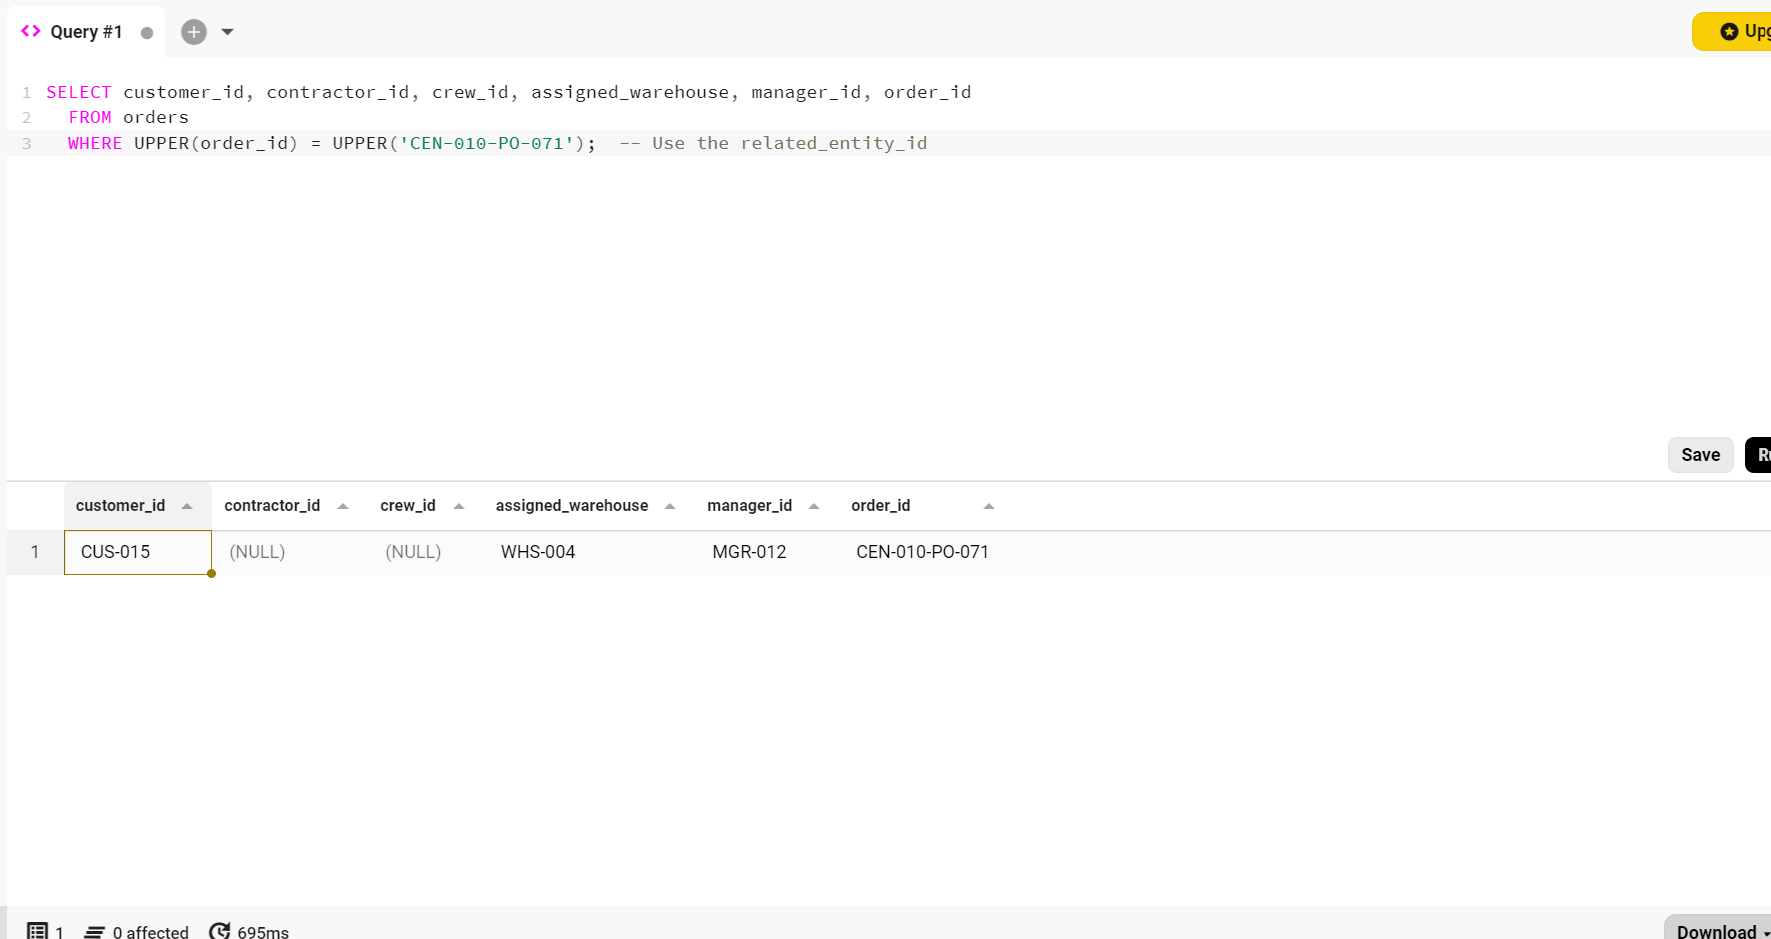 Query #1
Upg
1 SELECT customer_id, contractor_id, crew_id, assigned_warehouse, manager_id, order_id
2 FROM orders
3 WHERE UPPER(order_id) = UPPER('CEN-010-PO-071'); -- Use the related_entity_id
Save
Ru
customer_id contractor_id crew_id assigned_warehouse manager_id order_id
1 CUS-015 (NULL) (NULL) WHS-004 MGR-012 CEN-010-PO-071
1 0 affected 695ms
Download